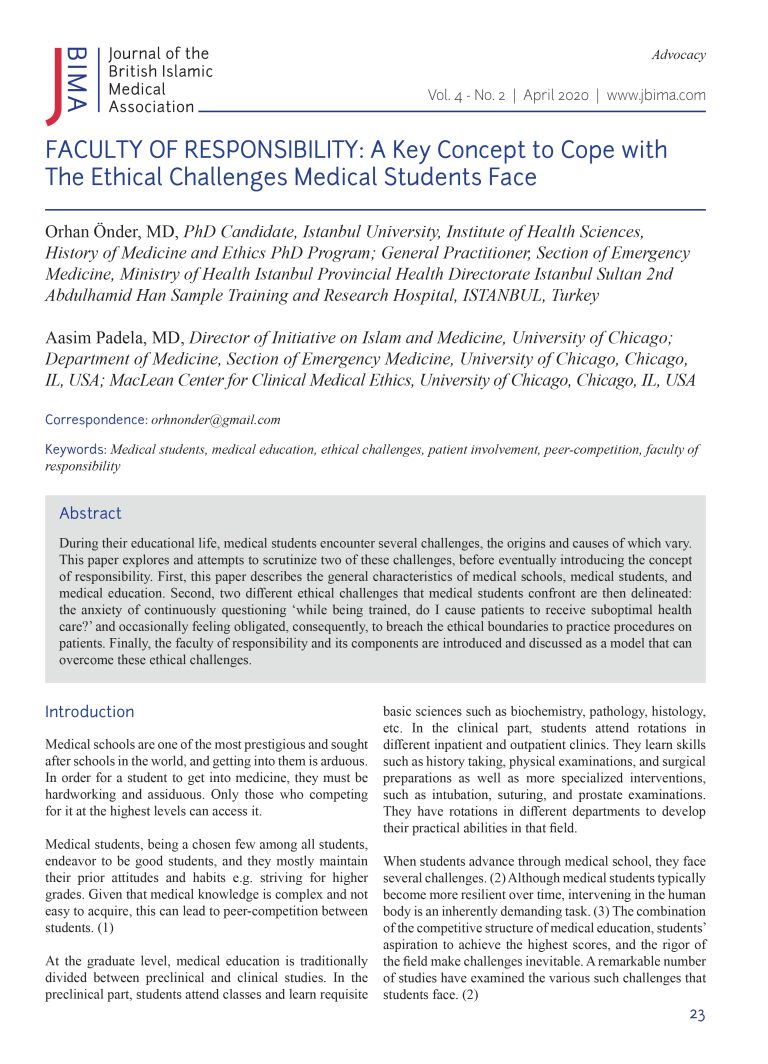 JBIMA
Journal of the
British Islamic
Medical
Association
Advocacy
Vol. 4 - No. 2 | April 2020 | www.jbima.com
FACULTY OF RESPONSIBILITY: A Key Concept to Cope with
The Ethical Challenges Medical Students Face
Orhan Önder, MD, PhD Candidate, Istanbul University, Institute of Health Sciences,
History of Medicine and Ethics PhD Program; General Practitioner, Section of Emergency
Medicine, Ministry of Health Istanbul Provincial Health Directorate Istanbul Sultan 2nd
Abdulhamid Han Sample Training and Research Hospital, ISTANBUL, Turkey
Aasim Padela, MD, Director of Initiative on Islam and Medicine, University of Chicago;
Department of Medicine, Section of Emergency Medicine, University of Chicago, Chicago,
IL, USA; MacLean Center for Clinical Medical Ethics, University of Chicago, Chicago, IL, USA
Correspondence: orhnonder@gmail.com
Keywords: Medical students, medical education, ethical challenges, patient involvement, peer-competition, faculty of
responsibility
Abstract
During their educational life, medical students encounter several challenges, the origins and causes of which vary.
This paper explores and attempts to scrutinize two of these challenges, before eventually introducing the concept
of responsibility. First, this paper describes the general characteristics of medical schools, medical students, and
medical education. Second, two different ethical challenges that medical students confront are then delineated:
the anxiety of continuously questioning ‘while being trained, do I cause patients to receive suboptimal health
care?’ and occasionally feeling obligated, consequently, to breach the ethical boundaries to practice procedures on
patients. Finally, the faculty of responsibility and its components are introduced and discussed as a model that can
overcome these ethical challenges.
Introduction
Medical schools are one of the most prestigious and sought
after schools in the world, and getting into them is arduous.
In order for a student to get into medicine, they must be
hardworking and assiduous. Only those who competing
for it at the highest levels can access it.
Medical students, being a chosen few among all students,
endeavor to be good students, and they mostly maintain
their prior attitudes and habits e.g. striving for higher
grades. Given that medical knowledge is complex and not
easy to acquire, this can lead to peer-competition between
students. (1)
At the graduate level, medical education is traditionally
divided between preclinical and clinical studies. In the
preclinical part, students attend classes and learn requisite
basic sciences such as biochemistry, pathology, histology,
etc. In the clinical part, students attend rotations in
different inpatient and outpatient clinics. They learn skills
such as history taking, physical examinations, and surgical
preparations as well as more specialized interventions,
such as intubation, suturing, and prostate examinations.
They have rotations in different departments to develop
their practical abilities in that field.
When students advance through medical school, they face
several challenges. (2) Although medical students typically
become more resilient over time, intervening in the human
body is an inherently demanding task. (3) The combination
of the competitive structure of medical education, students’
aspiration to achieve the highest scores, and the rigor of
the field make challenges inevitable. A remarkable number
of studies have examined the various such challenges that
students face. (2)
23